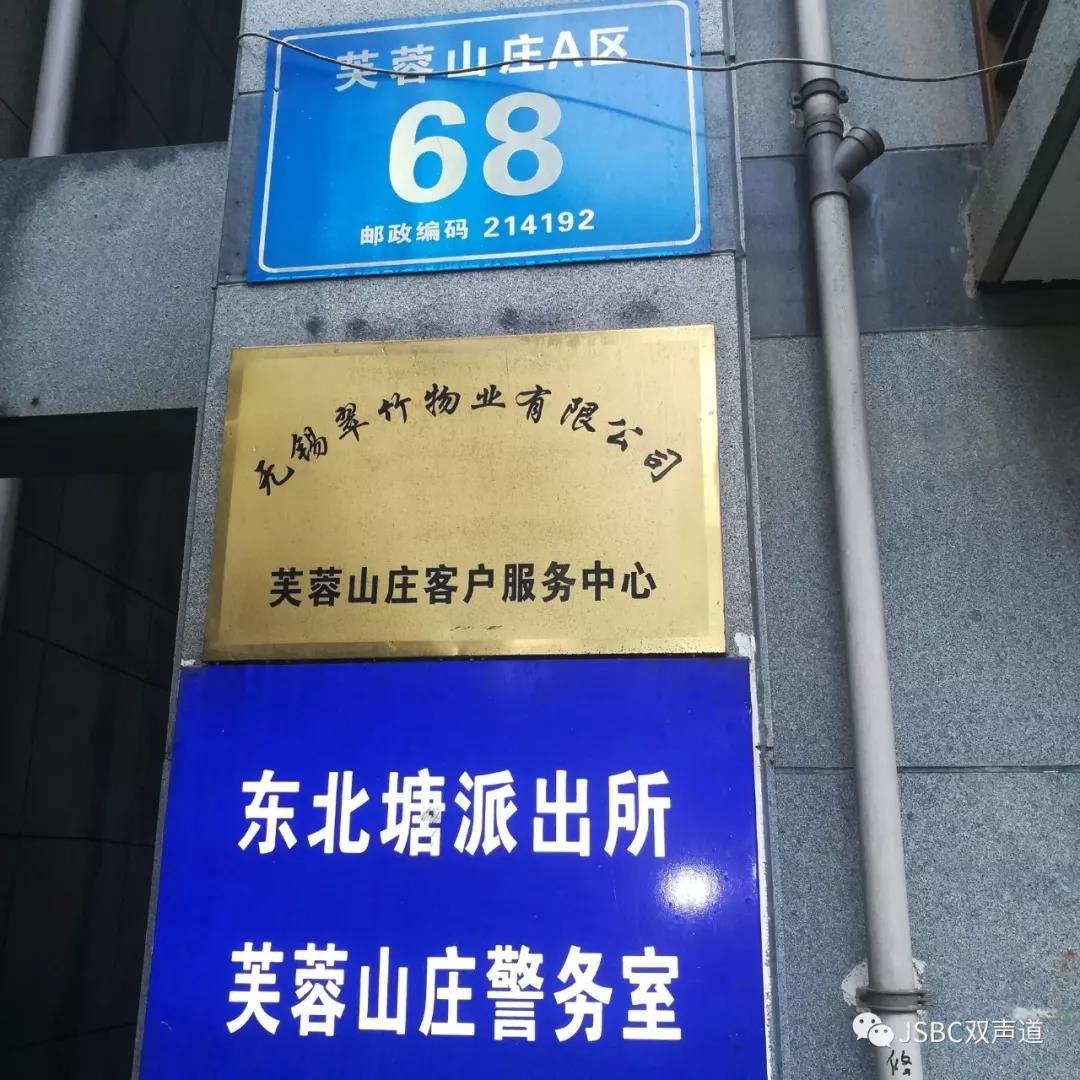 芙蓉山庄A区
68
邮政编码 214192
无锡翠竹物业有限公司
芙蓉山庄客户服务中心
东北塘派出所
芙蓉山庄警务室
JSBC双声道
修